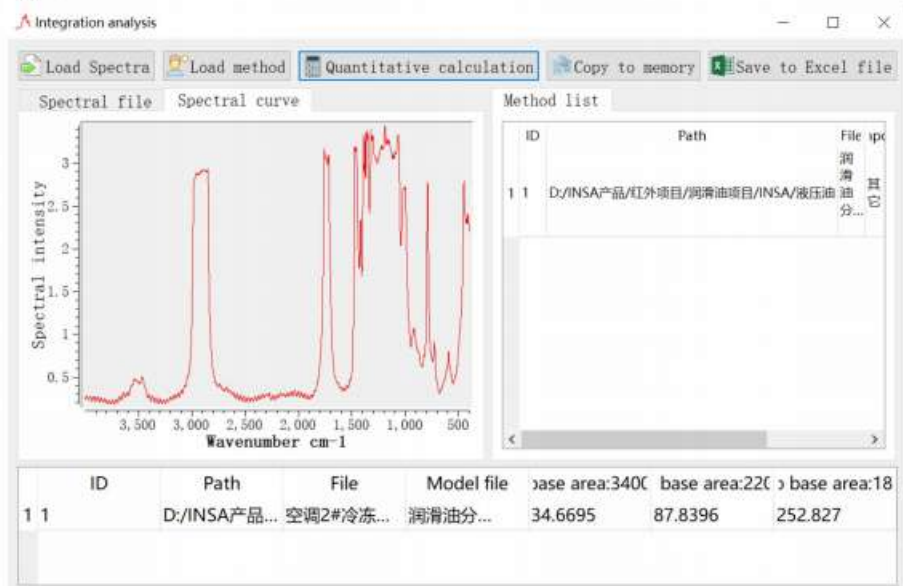 Integration analysis
Load Spectra Load method Quantitative calculation Copy to memory Save to Excel file
Spectral file Spectral curve Method list
ID Path File
润
滑
1 1 D:/INSA产品/红外项目/润滑油项目/INSA/液压油 油 其
分... 它
Spectral intensity
3
2.5
2
1.5
1
0.5
3,500 3,000 2,500 2,000 1,500 1,000 500
Wavenumber cm-1
ID Path File Model file base area:3400 base area:220 base area:18
1 1 D:/INSA产品... 空调2#冷冻... 润滑油分... 34.6695 87.8396 252.827